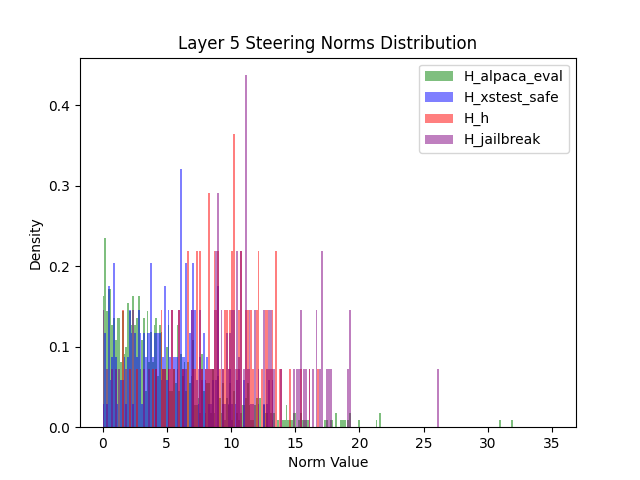 Layer 5 Steering Norms Distribution
H_alpaca_eval
H_xstest_safe
H_h
H_jailbreak
0.4
0.3
0.2
0.1
0.0
Density
0
5
10
15
20
25
30
35
Norm Value